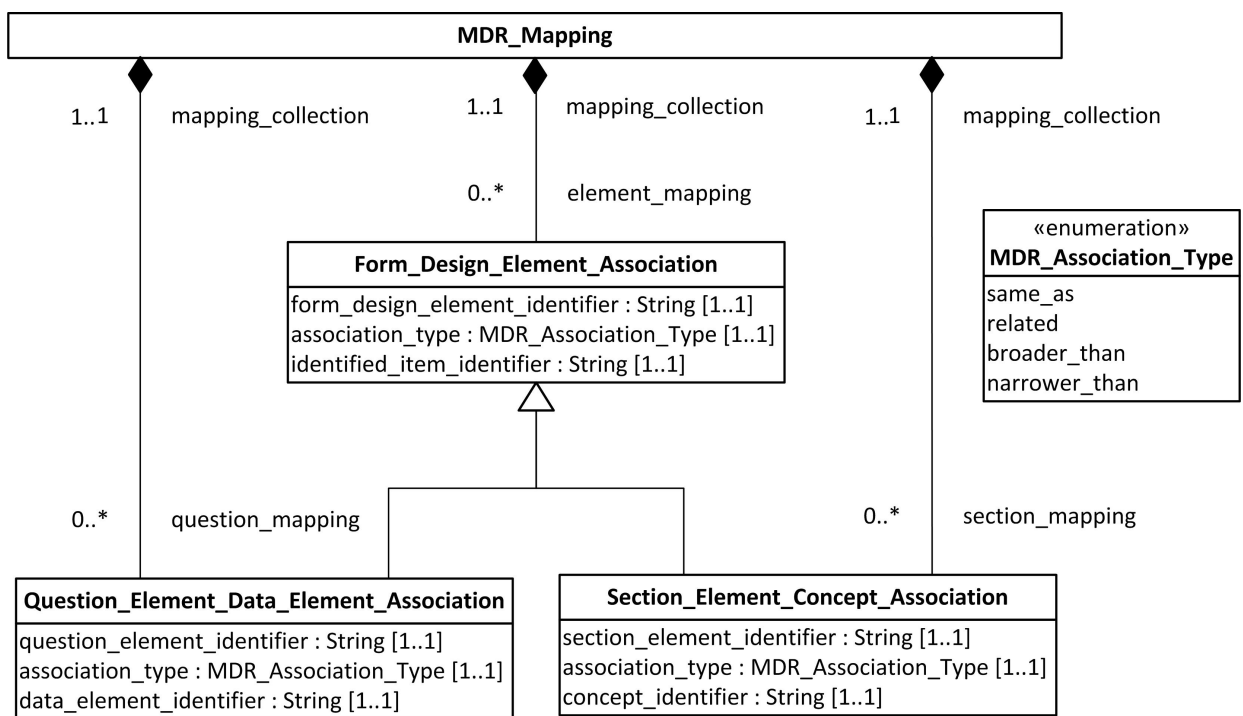 MDR_Mapping
1..1 mapping_collection
1..1 mapping_collection
1..1 mapping_collection
0..* element_mapping
«enumeration»
MDR_Association_Type
same_as
related
broader_than
narrower_than
Form_Design_Element_Association
form_design_element_identifier : String [1..1]
association_type : MDR_Association_Type [1..1]
identified_item_identifier : String [1..1]
0..* question_mapping
0..* section_mapping
Question_Element_Data_Element_Association
question_element_identifier : String [1..1]
association_type : MDR_Association_Type [1..1]
data_element_identifier : String [1..1]
Section_Element_Concept_Association
section_element_identifier : String [1..1]
association_type : MDR_Association_Type [1..1]
concept_identifier : String [1..1]